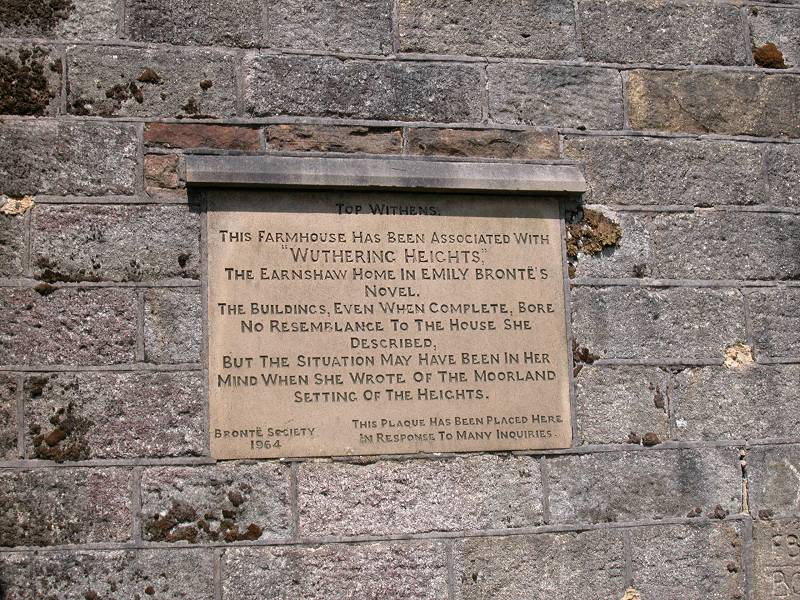 Top Withens.
This Farmhouse Has Been Associated With
"Wuthering Heights,"
The Earnshaw Home In Emily Brontë's
Novel.
The Buildings, Even When Complete, Bore
No Resemblance To The House She
Described,
But The Situation May Have Been In Her
Mind When She Wrote Of The Moorland
Setting Of The Heights.
Brontë Society
1964
This Plaque Has Been Placed Here
In Response To Many Inquiries.